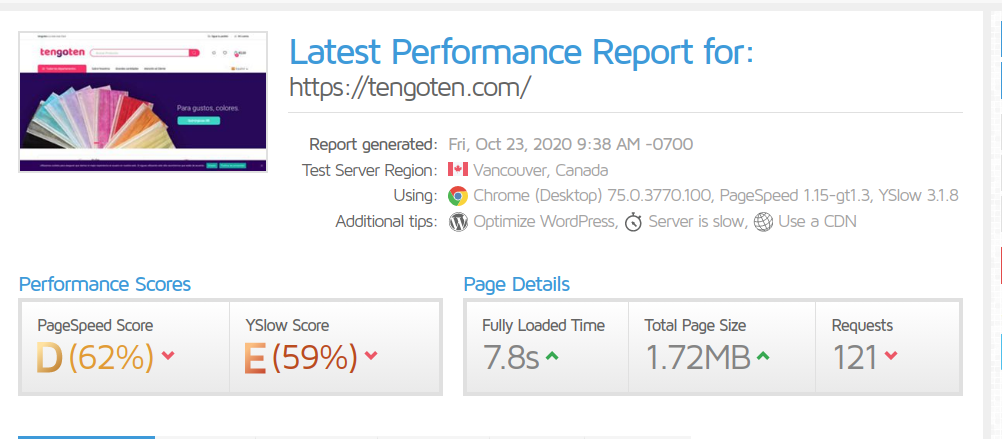 tengoten
Para gustos, colores.
Latest Performance Report for:
https://tengoten.com/
Report generated: Fri, Oct 23, 2020 9:38 AM -0700
Test Server Region: Vancouver, Canada
Using: Chrome (Desktop) 75.0.3770.100, PageSpeed 1.15-gt1.3, YSlow 3.1.8
Additional tips: Optimize WordPress, Server is slow, Use a CDN
Performance Scores
PageSpeed Score
D (62%)
YSlow Score
E (59%)
Page Details
Fully Loaded Time
7.8s
Total Page Size
1.72MB
Requests
121